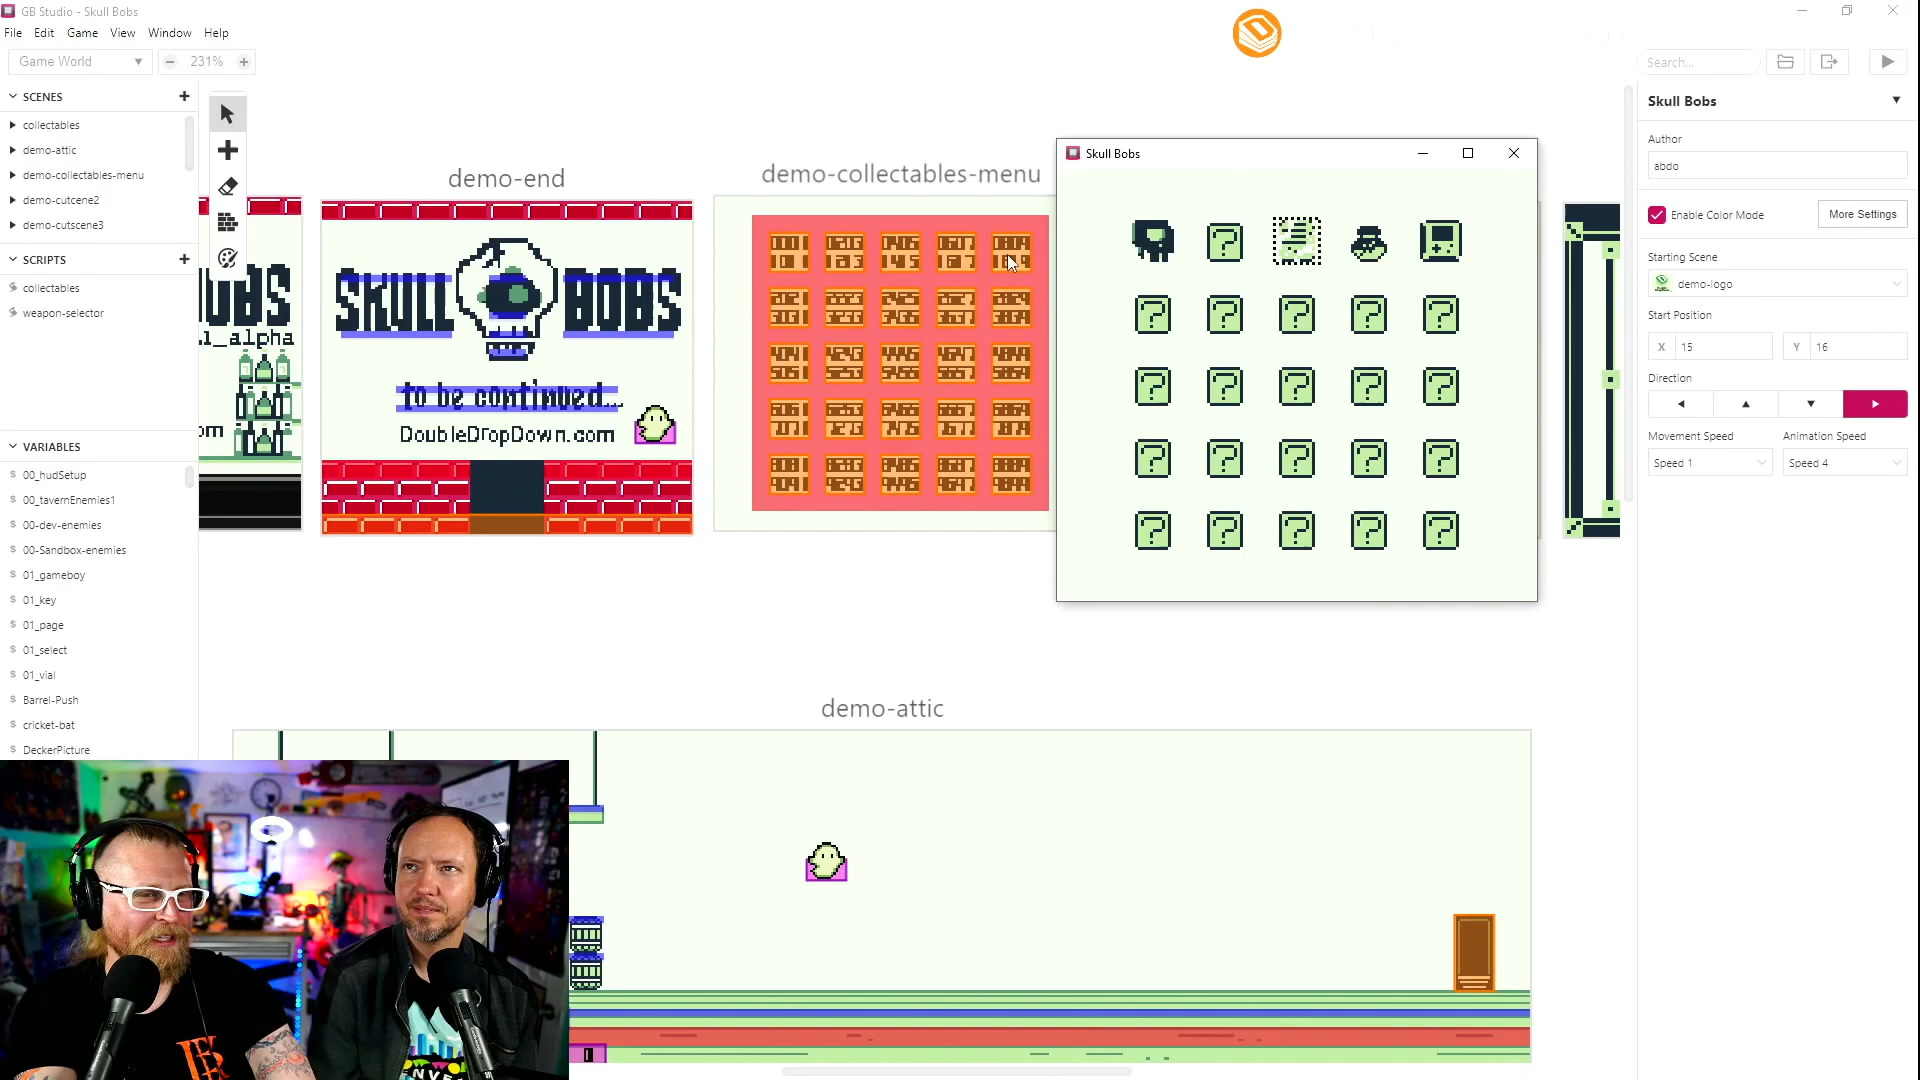 GB Studio - Skull Bobs
File Edit Game View Window Help
Game World
231%
Search...
SCENES
collectables
demo-attic
demo-collectables-menu
demo-cutcene2
demo-cutscene3
SCRIPTS
collectables
weapon-selector
VARIABLES
00_hudSetup
00_tavernEnemies1
00-dev-enemies
00-Sandbox-enemies
01_gameboy
01_key
01_page
01_select
01_vial
Barrel-Push
cricket-bat
DeckerPicture
l_alpha
om
demo-end
SKULL BOBS
to be continued...
DoubleDropDown.com
demo-collectables-menu
Skull Bobs
? 
? ? ? ? ?
? ? ? ? ?
? ? ? ? ?
? ? ? ? ?
demo-attic
Skull Bobs
Author
abdo
Enable Color Mode
More Settings
Starting Scene
demo-logo
Start Position
X 15 Y 16
Direction
Movement Speed Animation Speed
Speed 1 Speed 4